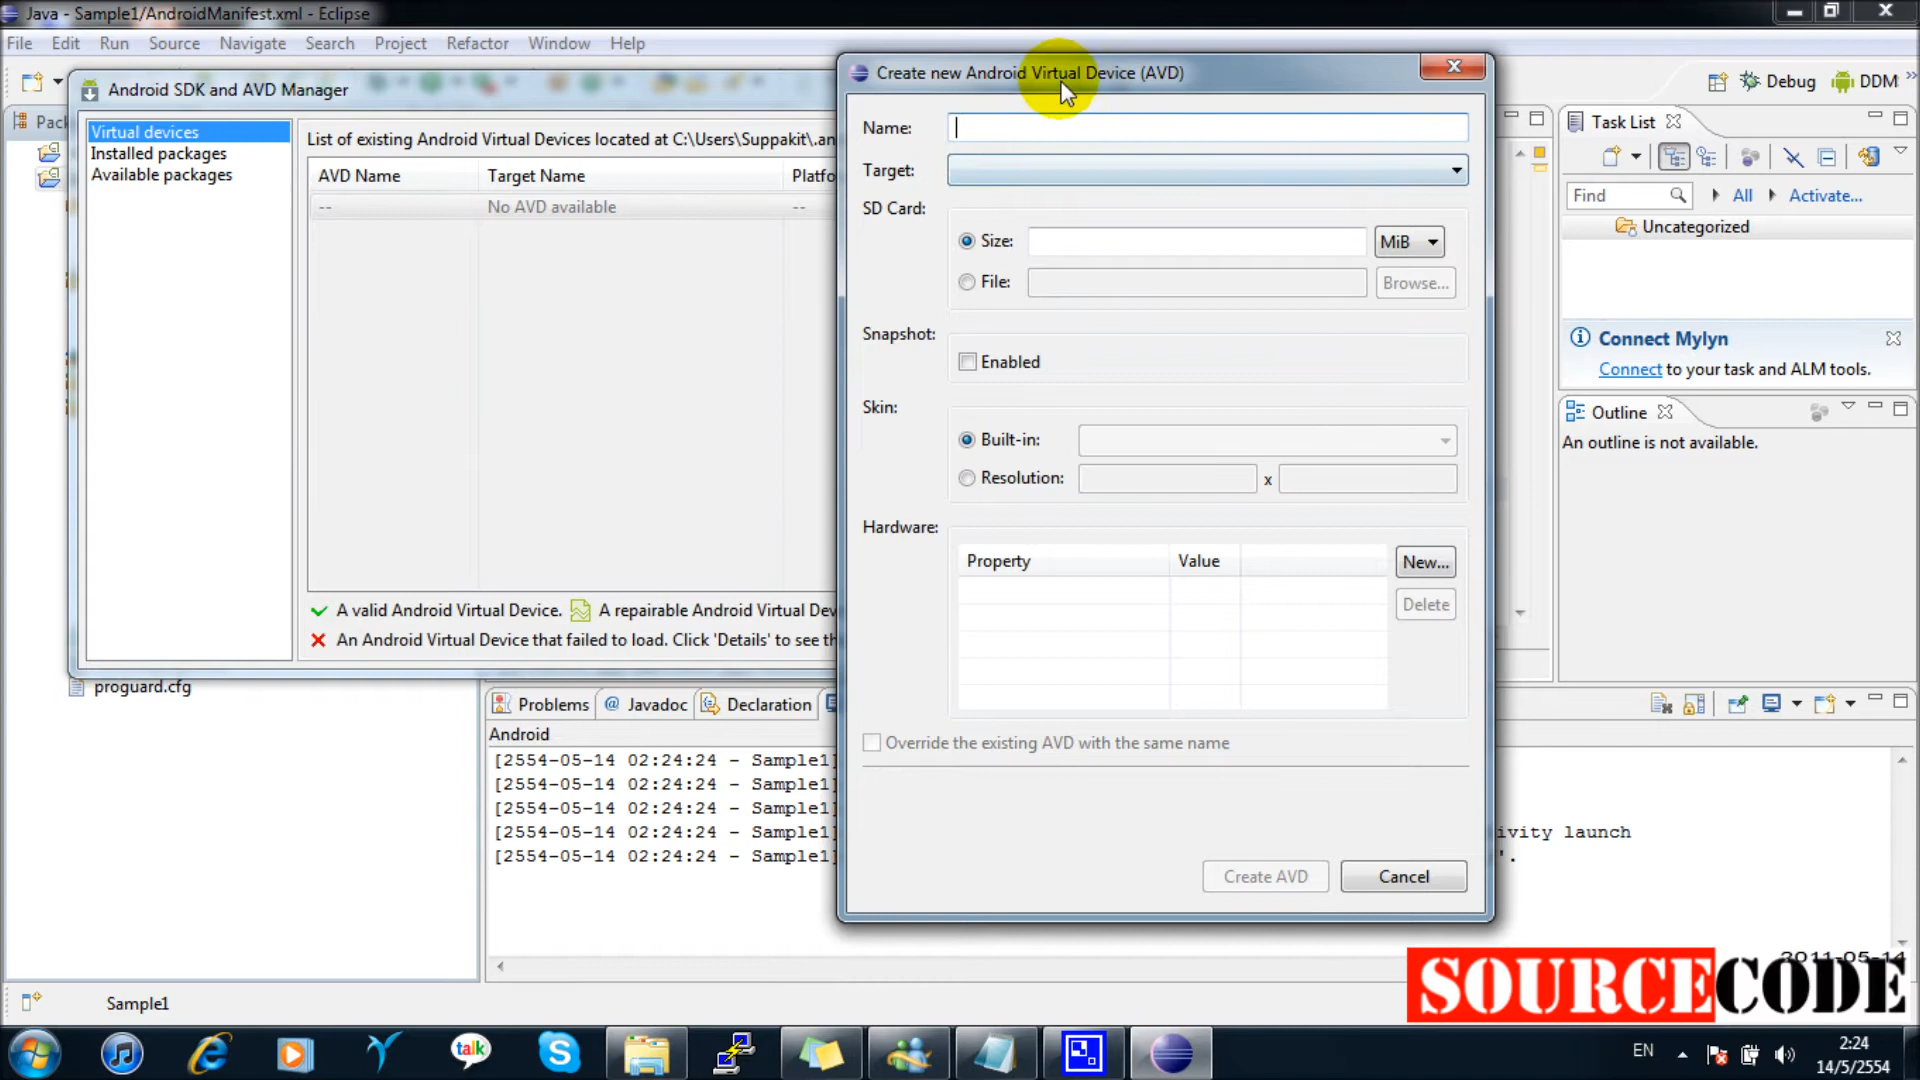 Java - Sample1/AndroidManifest.xml - Eclipse
File Edit Run Source Navigate Search Project Refactor Window Help
Android SDK and AVD Manager
Virtual devices
Installed packages
Available packages
List of existing Android Virtual Devices located at C:\Users\Suppakit\.an
AVD Name Target Name Platfo
-- No AVD available --
A valid Android Virtual Device. A repairable Android Virtual Dev
An Android Virtual Device that failed to load. Click 'Details' to see th
Create new Android Virtual Device (AVD)
Name:
Target:
SD Card:
Size: MiB
File: Browse...
Snapshot:
Enabled
Skin:
Built-in:
Resolution: x
Hardware:
Property Value New...
Delete
Override the existing AVD with the same name
Create AVD Cancel
Debug DDM
Pack
Task List
Find All Activate...
Uncategorized
Connect Mylyn
Connect to your task and ALM tools.
Outline
An outline is not available.
proguard.cfg
Problems @ Javadoc Declaration
Android
[2554-05-14 02:24:24 - Sample1]
[2554-05-14 02:24:24 - Sample1]
[2554-05-14 02:24:24 - Sample1]
[2554-05-14 02:24:24 - Sample1] ivity launch
[2554-05-14 02:24:24 - Sample1] '.
2011-05-14
SOURCECODE
Sample1
talk
EN 2:24
14/5/2554